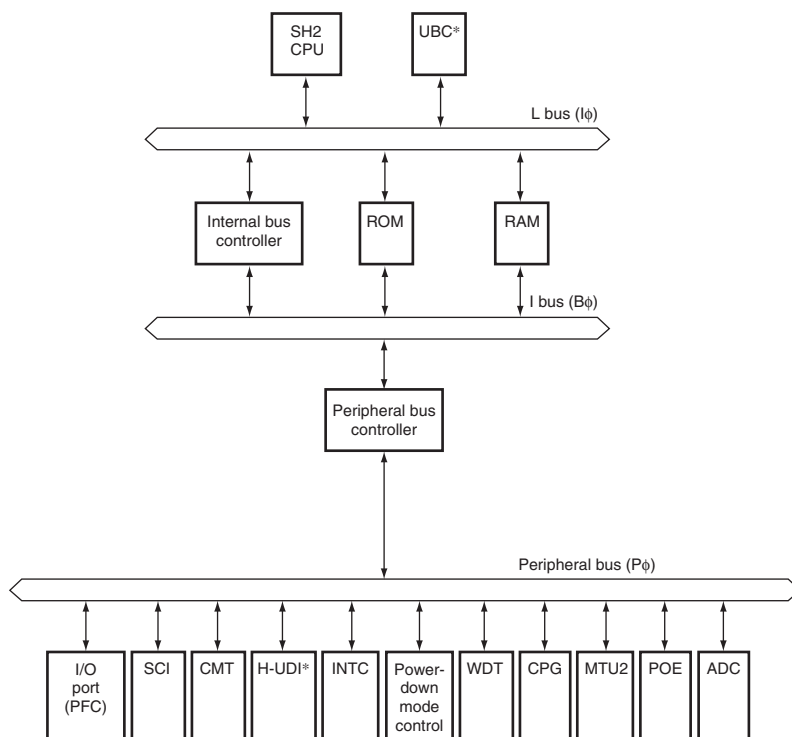 SH2
CPU
UBC*
L bus (Iϕ)
Internal bus
controller
ROM
RAM
I bus (Bϕ)
Peripheral bus
controller
Peripheral bus (Pϕ)
I/O
port
(PFC)
SCI
CMT
H-UDI*
INTC
Power-
down
mode
control
WDT
CPG
MTU2
POE
ADC